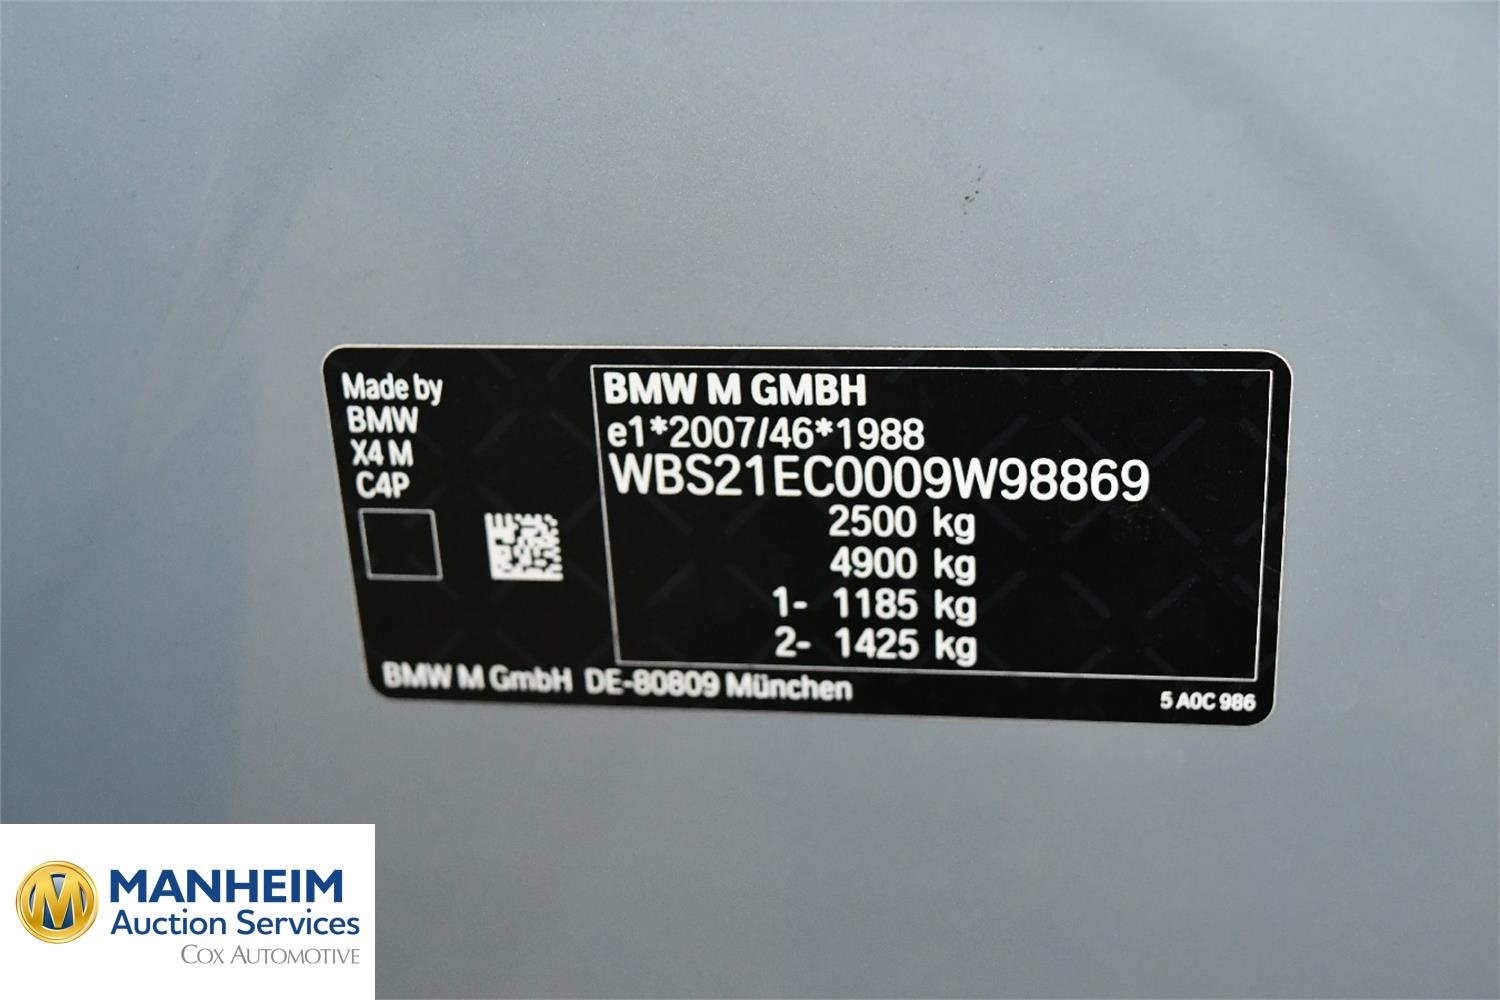 Made by
BMW
X4 M
C4P
BMW M GMBH
e1*2007/46*1988
WBS21EC0009W98869
2500 kg
4900 kg
1- 1185 kg
2- 1425 kg
BMW M GmbH DE-80809 München
5 A0C 986
MANHEIM
Auction Services
COX AUTOMOTIVE